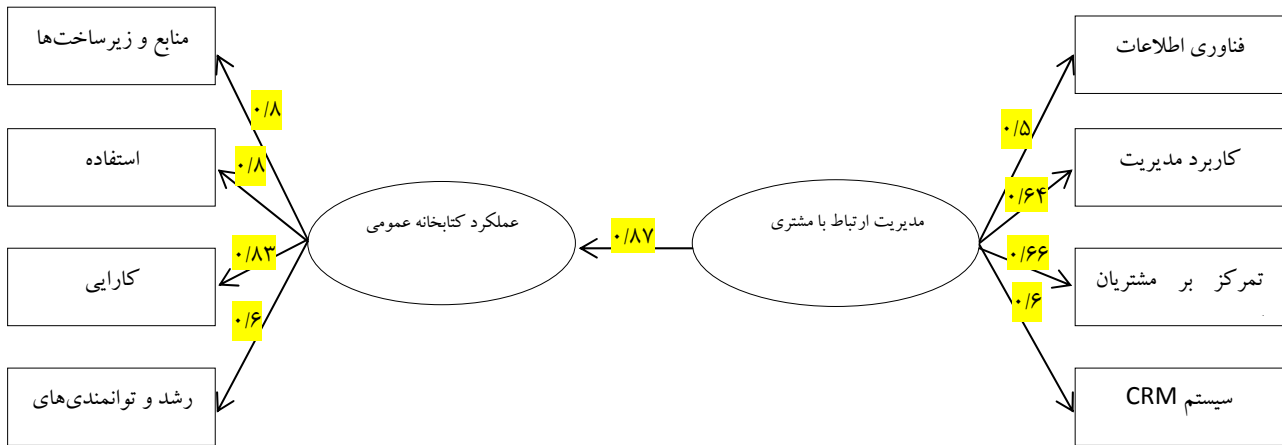 فناوری اطلاعات
کاربرد مدیریت
تمرکز بر مشتریان
سیستم CRM
۰/۵
۰/۶۴
۰/۶۶
۰/۶
مدیریت ارتباط با مشتری
۰/۸۷
عملکرد کتابخانه عمومی
۰/۸
۰/۸
۰/۸۳
۰/۶
منابع و زیرساخت‌ها
استفاده
کارایی
رشد و توانمندی‌های